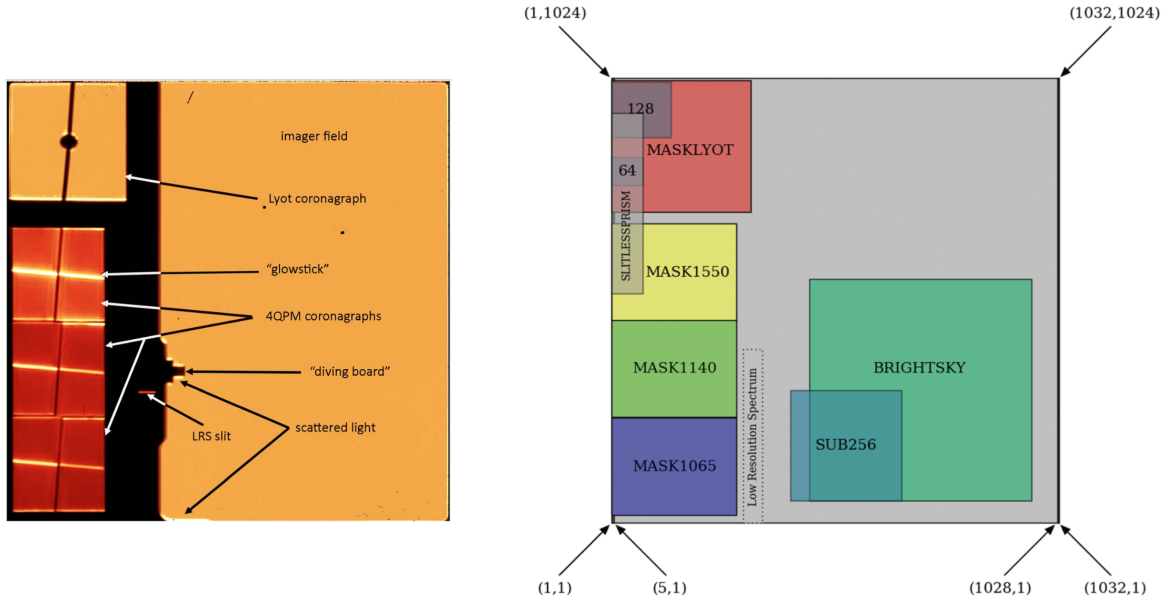 imager field
Lyot coronagraph
“glowstick”
4QPM coronagraphs
“diving board”
scattered light
LRS slit
(1,1024)
(1032,1024)
128
MASKLYOT
64
SLITLESSPRISM
MASK1550
MASK1140
BRIGHTSKY
Low Resolution Spectrum
SUB256
MASK1065
(1,1)
(5,1)
(1028,1)
(1032,1)